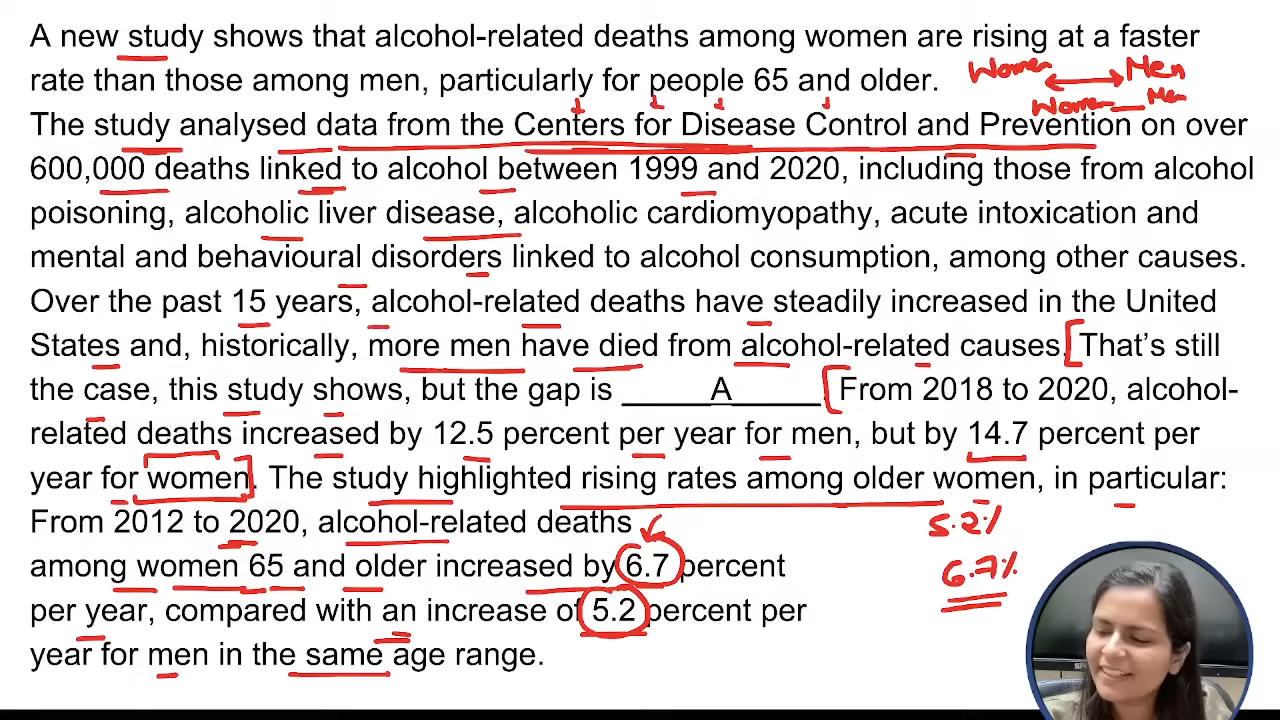 A new study shows that alcohol-related deaths among women are rising at a faster
rate than those among men, particularly for people 65 and older.
Women Men
Women Men
The study analysed data from the Centers for Disease Control and Prevention on over
600,000 deaths linked to alcohol between 1999 and 2020, including those from alcohol
poisoning, alcoholic liver disease, alcoholic cardiomyopathy, acute intoxication and
mental and behavioural disorders linked to alcohol consumption, among other causes.
Over the past 15 years, alcohol-related deaths have steadily increased in the United
States and, historically, more men have died from alcohol-related causes. That’s still
the case, this study shows, but the gap is _____A_____. From 2018 to 2020, alcohol-
related deaths increased by 12.5 percent per year for men, but by 14.7 percent per
year for women. The study highlighted rising rates among older women, in particular:
From 2012 to 2020, alcohol-related deaths
5.2%
among women 65 and older increased by 6.7 percent
6.7%
per year, compared with an increase of 5.2 percent per
year for men in the same age range.